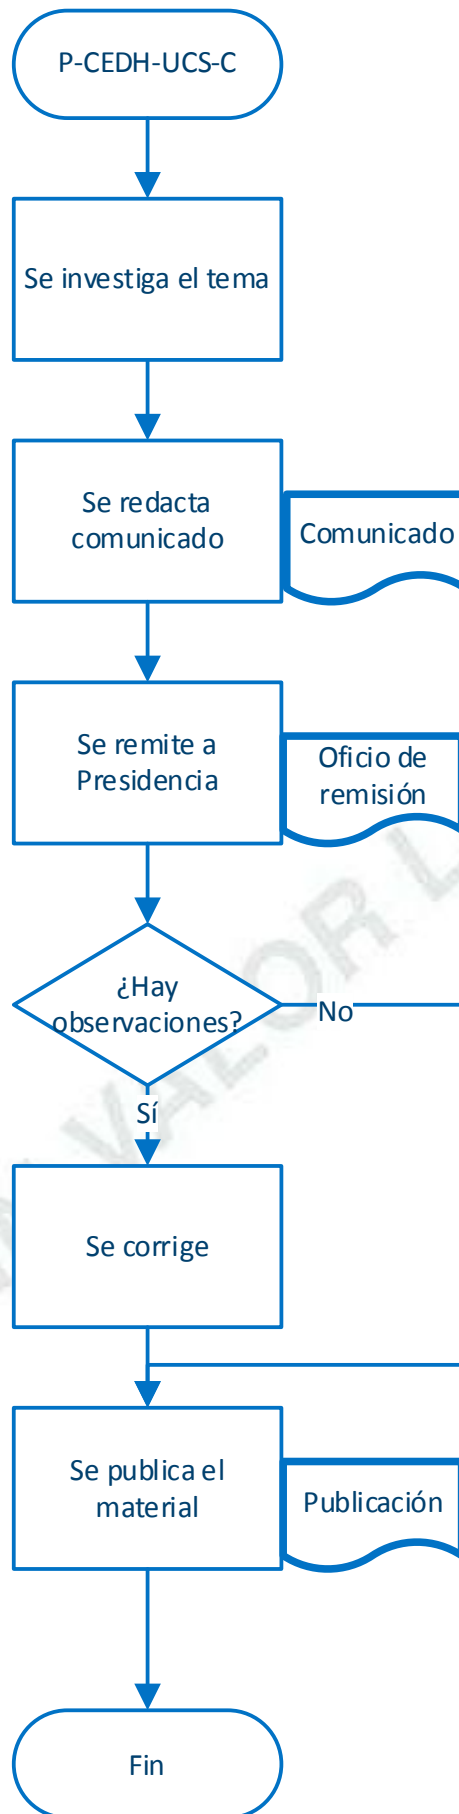 P-CEDH-UCS-C
Se investiga el tema
Se redacta
comunicado
Comunicado
Se remite a
Presidencia
Oficio de
remisión
¿Hay
observaciones?
No
Sí
Se corrige
Se publica el
material
Publicación
Fin
VALOR L